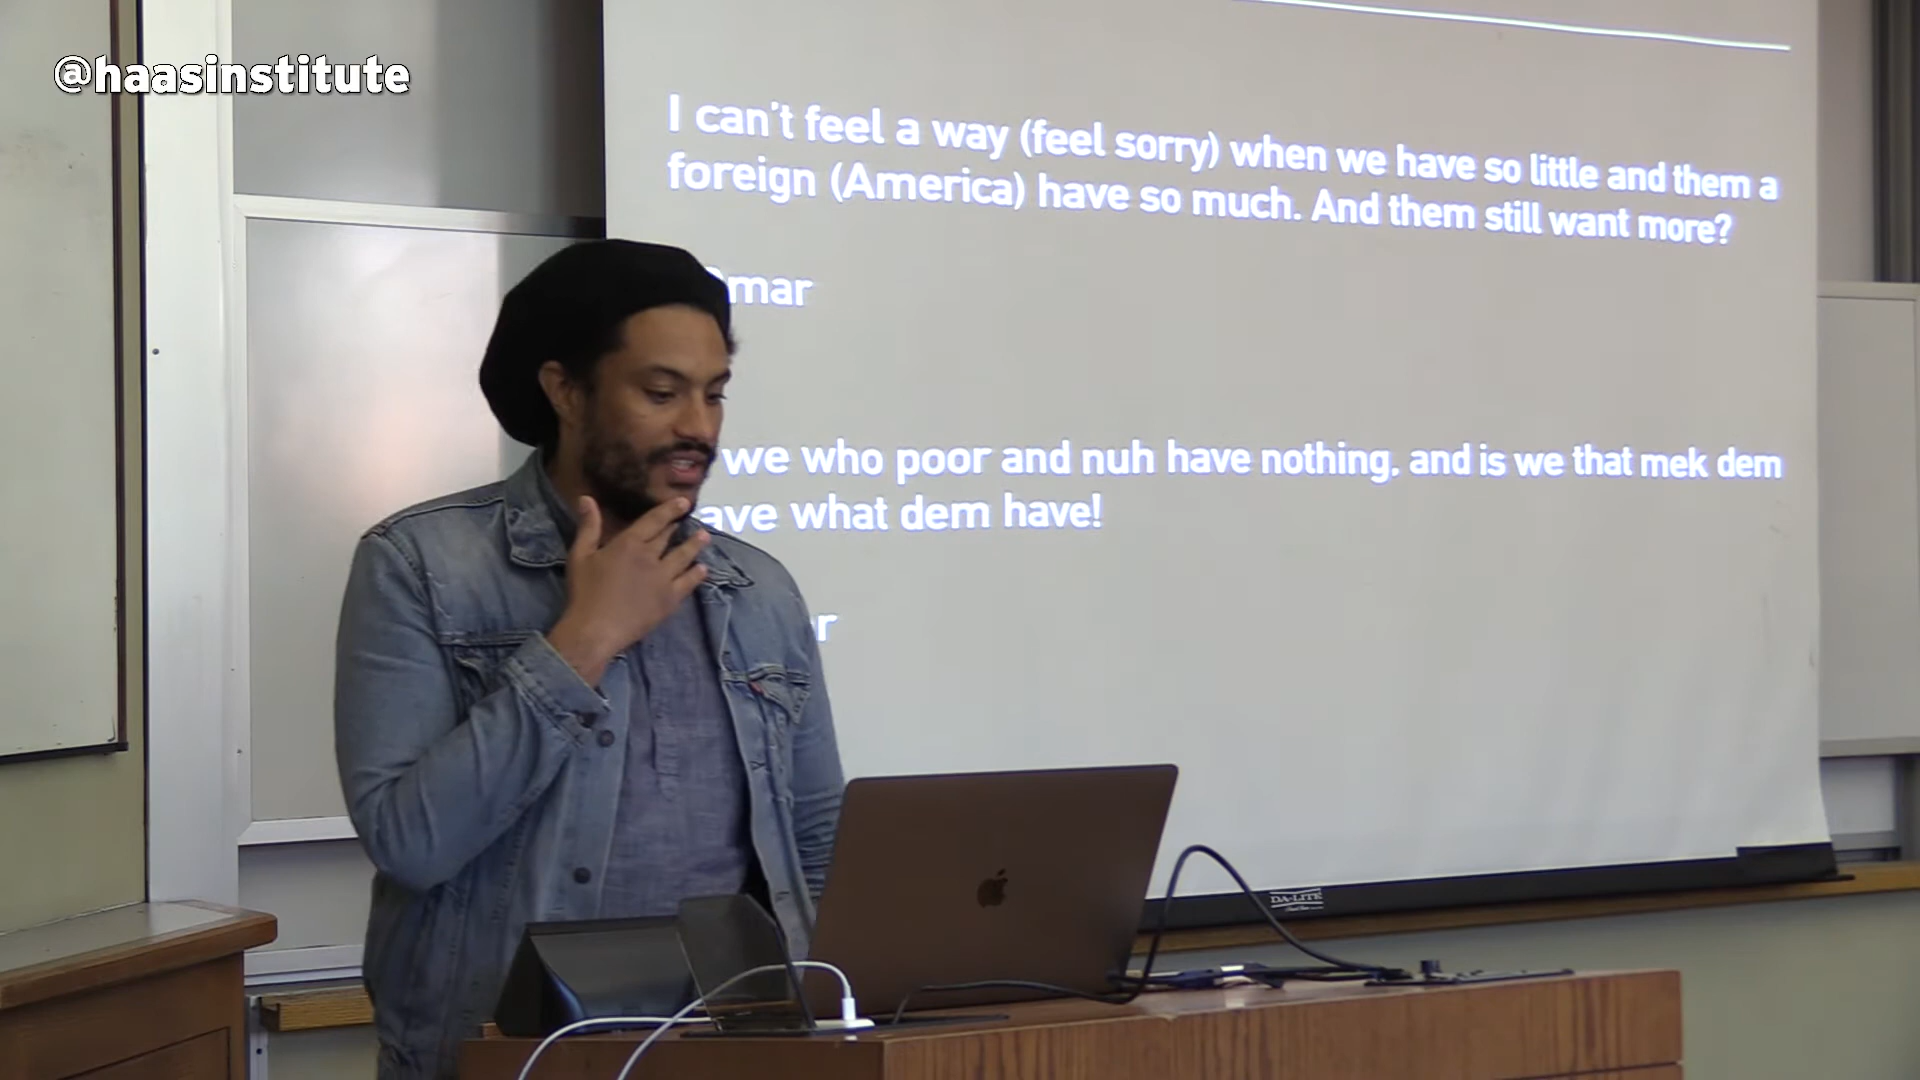 @haasinstitute
I can't feel a way (feel sorry) when we have so little and them a
foreign (America) have so much. And them still want more?
we who poor and nuh have nothing, and is we that mek dem
what dem have!
DA-LITE